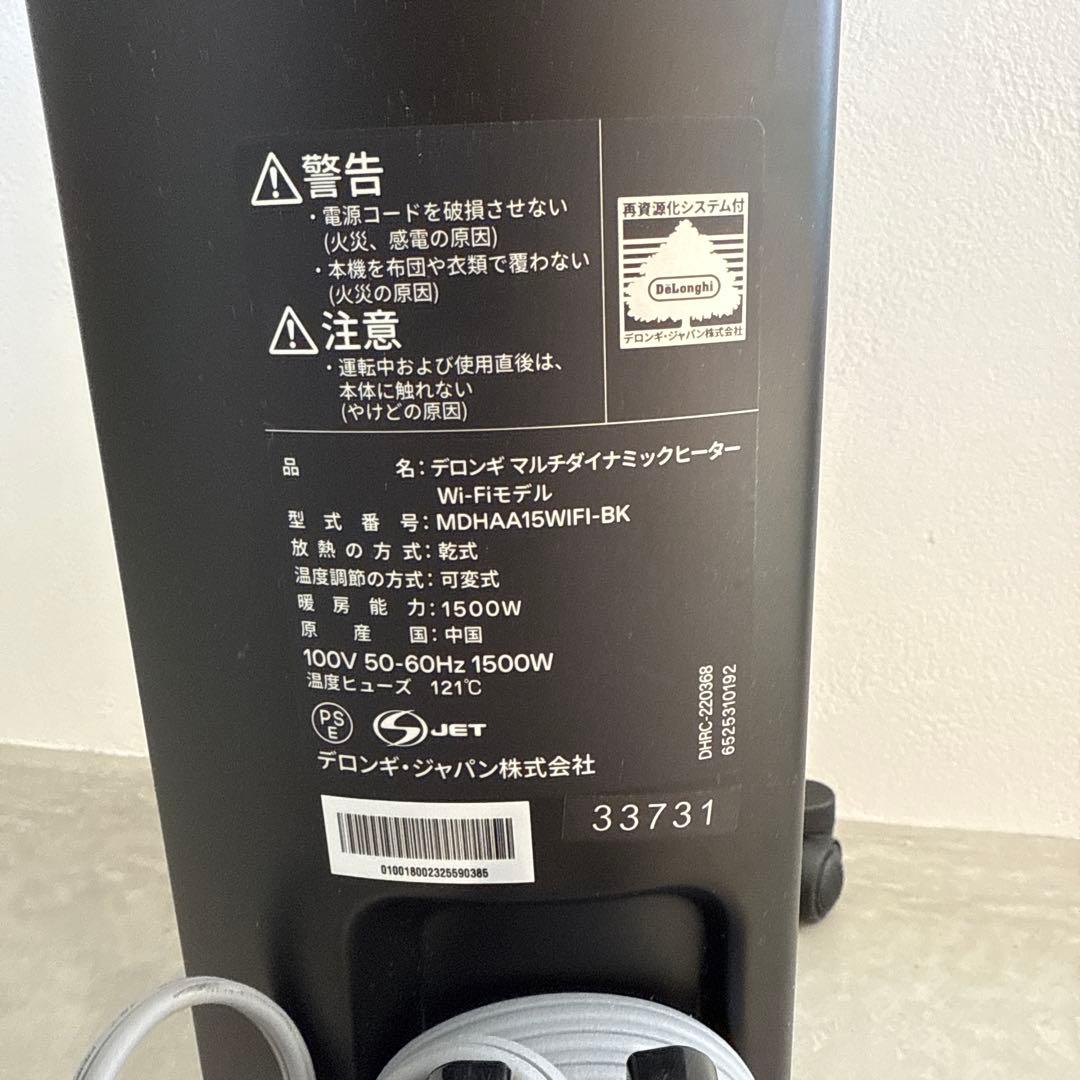 警告
・電源コードを破損させない
(火災、感電の原因)
・本機を布団や衣類で覆わない
(火災の原因)
注意
・運転中および使用直後は、
本体に触れない
(やけどの原因)
再資源化システム付
DeLonghi
デロンギ・ジャパン株式会社
品名：デロンギ マルチダイナミックヒーター
Wi-Fiモデル
型式番号：MDHAA15WIFI-BK
放熱の方式：乾式
温度調節の方式：可変式
暖房能力：1500W
原産国：中国
100V 50-60Hz 1500W
温度ヒューズ 121℃
PSE
JET
デロンギ・ジャパン株式会社
DHRC-220368
6525310192
33731
010018002325590385